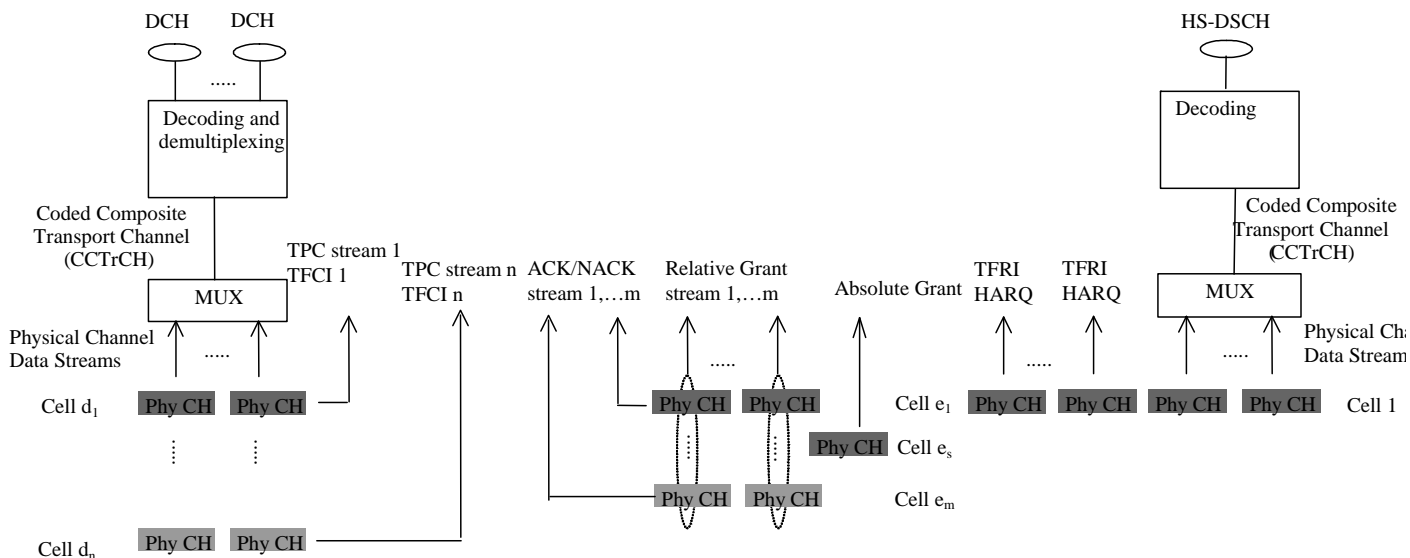 DCH DCH HS-DSCH
.....
Decoding and
demultiplexing
Decoding
Coded Composite
Transport Channel
(CCTrCH)
Coded Composite
Transport Channel
(CCTrCH)
TPC stream 1
TFCI 1
TPC stream n
TFCI n
ACK/NACK
stream 1,…m
Relative Grant
stream 1,…m
Absolute Grant
TFRI
HARQ
TFRI
HARQ
MUX
MUX
Physical Channel
Data Streams
.....
.....
.....
.....
Physical Cha
Data Stream
Cell d1 Phy CH Phy CH
Phy CH Phy CH Cell e1
Phy CH Phy CH Phy CH Phy CH Cell 1
Phy CH Cell es
Phy CH Phy CH Cell em
Cell dn Phy CH Phy CH